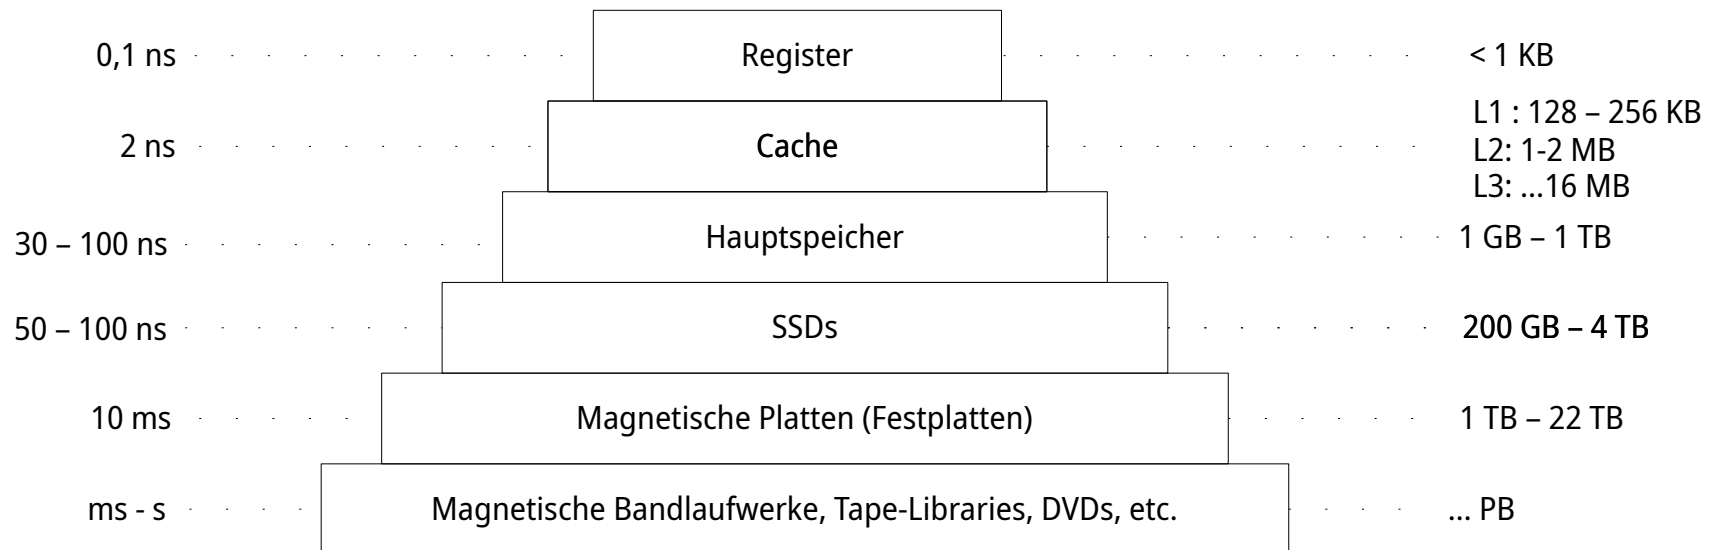 0,1 ns Register < 1 KB
L1 : 128 – 256 KB
2 ns Cache L2: 1-2 MB
L3: ...16 MB
30 – 100 ns Hauptspeicher 1 GB – 1 TB
50 – 100 ns SSDs 200 GB – 4 TB
10 ms Magnetische Platten (Festplatten) 1 TB – 22 TB
ms - s Magnetische Bandlaufwerke, Tape-Libraries, DVDs, etc. ... PB